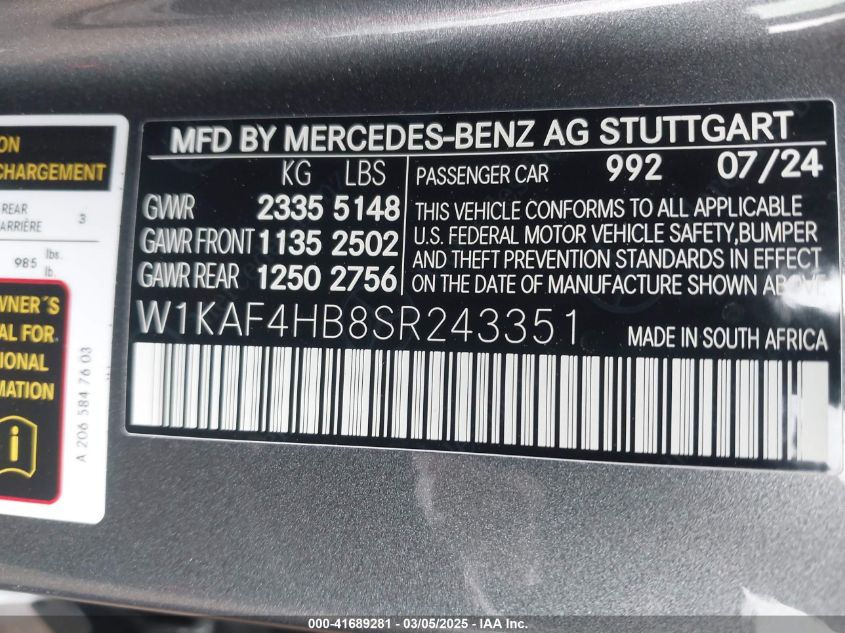 MFD BY MERCEDES-BENZ AG STUTTGART
KG LBS
GVWR 2335 5148
GAWR FRONT 1135 2502
GAWR REAR 1250 2756
PASSENGER CAR 992 07/24
THIS VEHICLE CONFORMS TO ALL APPLICABLE
U.S. FEDERAL MOTOR VEHICLE SAFETY,BUMPER
AND THEFT PREVENTION STANDARDS IN EFFECT
ON THE DATE OF MANUFACTURE SHOWN ABOVE.
W1KAF4HB8SR243351
MADE IN SOUTH AFRICA
ON
CHARGEMENT
REAR
ARRIÈRE 3
985 lbs.
lb.
WNER´S
AL FOR
IONAL
MATION
i
A 206 584 76 03
000-41689281 - 03/05/2025 - IAA Inc.